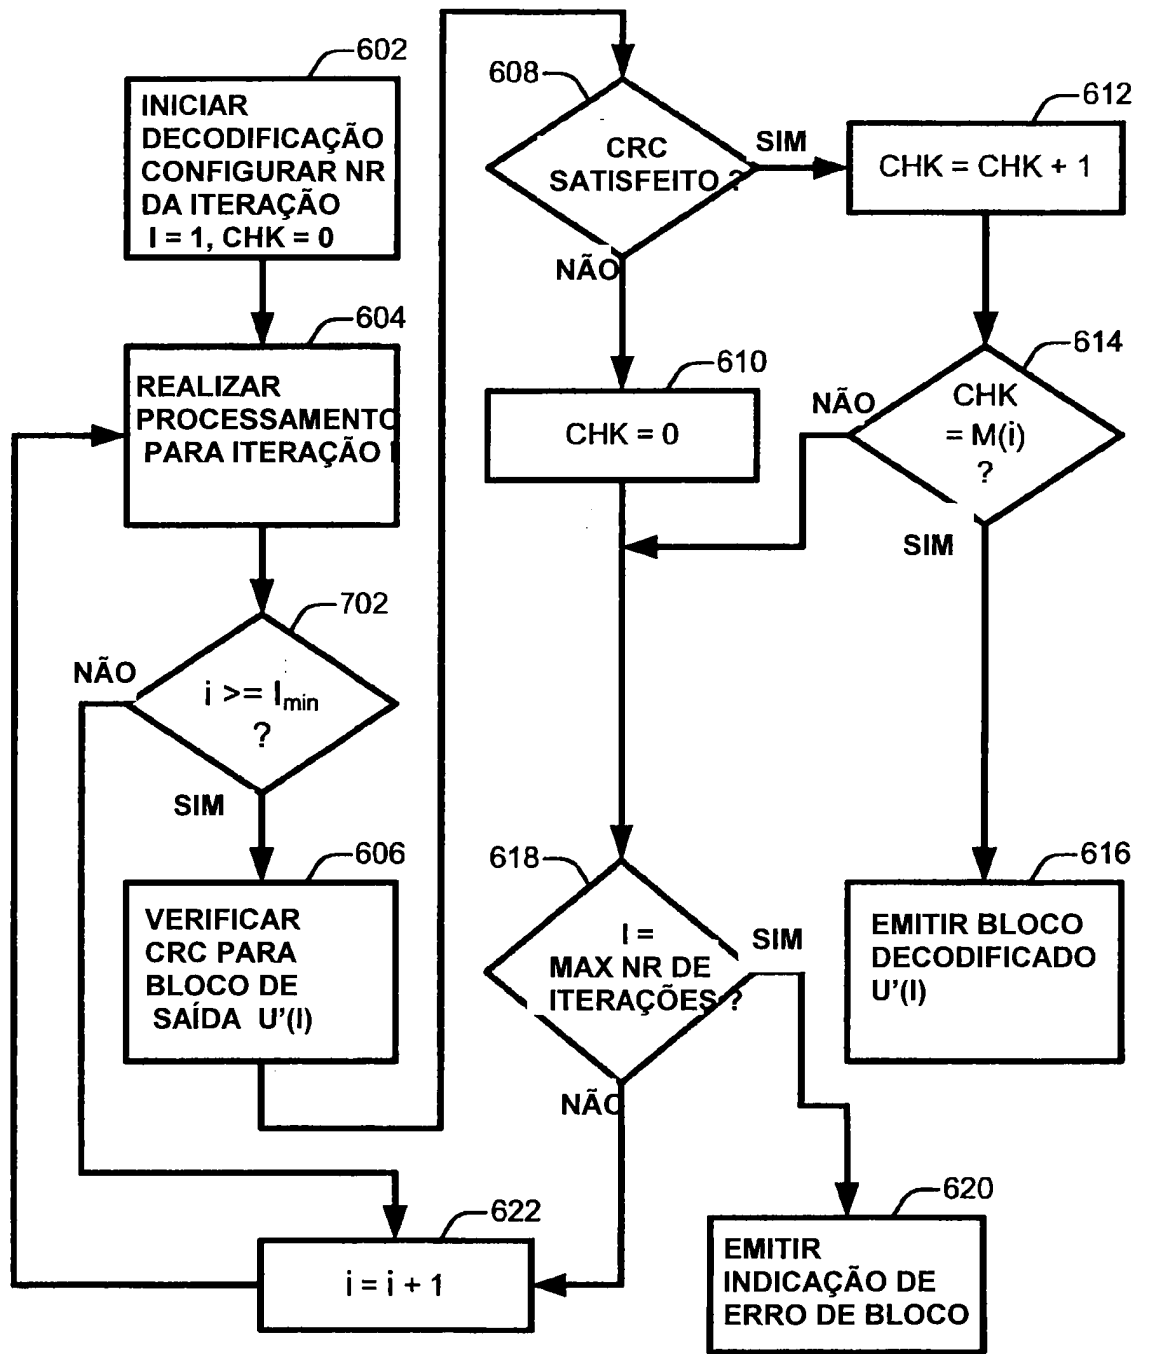 602
INICIAR
DECODIFICAÇÃO
CONFIGURAR NR
DA ITERAÇÃO
I = 1, CHK = 0
604
REALIZAR
PROCESSAMENTO
PARA ITERAÇÃO I
702
NÃO
i >= Imin
?
SIM
606
VERIFICAR
CRC PARA
BLOCO DE
SAÍDA U'(I)
608
CRC
SATISFEITO ?
SIM
NÃO
610
CHK = 0
612
CHK = CHK + 1
614
NÃO
CHK
= M(i)
?
SIM
616
EMITIR BLOCO
DECODIFICADO
U'(I)
618
I =
MAX NR DE
ITERAÇÕES ?
SIM
NÃO
620
EMITIR
INDICAÇÃO DE
ERRO DE BLOCO
622
i = i + 1